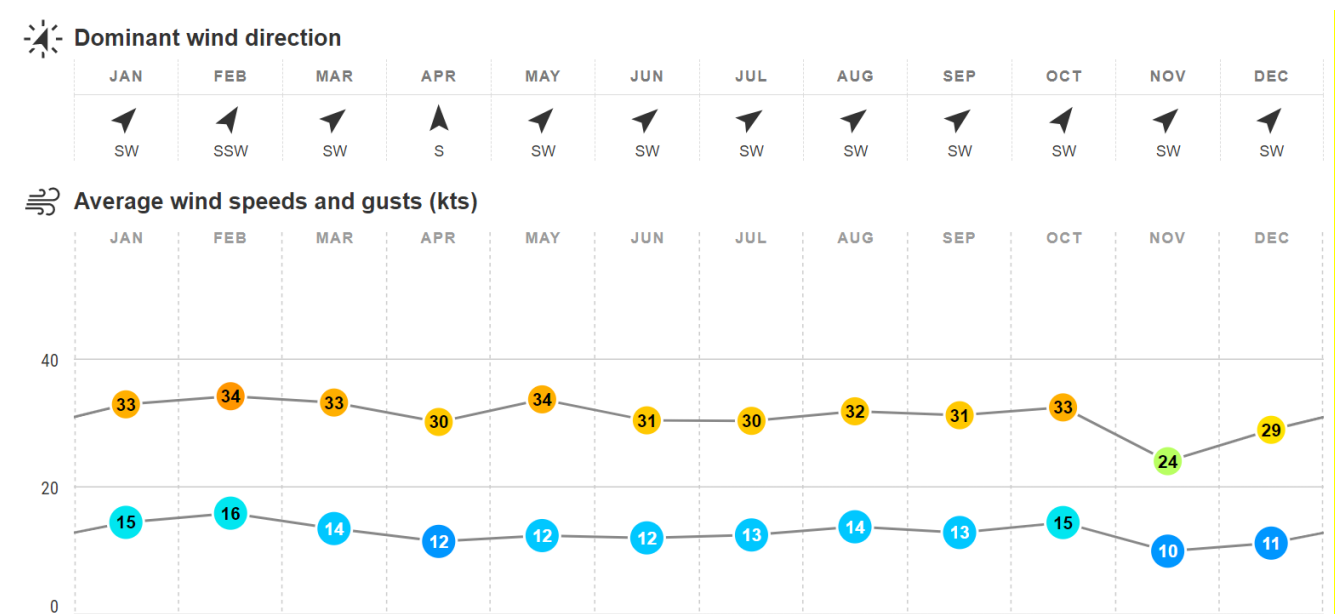 Dominant wind direction
JAN FEB MAR APR MAY JUN JUL AUG SEP OCT NOV DEC
SW SSW SW S SW SW SW SW SW SW SW SW
Average wind speeds and gusts (kts)
JAN FEB MAR APR MAY JUN JUL AUG SEP OCT NOV DEC
40
33 34 33 30 34 31 30 32 31 33 24 29
20
15 16 14 12 12 12 13 14 13 15 10 11
0